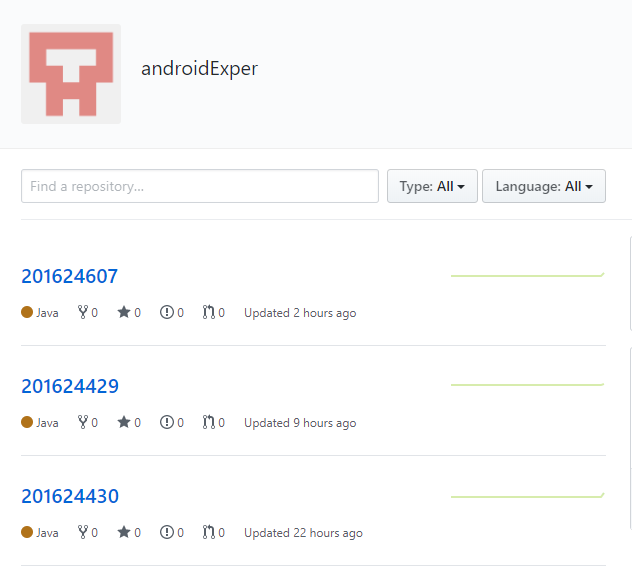 androidExper
Find a repository...
Type: All
Language: All
201624607
Java 0 0 0 0 Updated 2 hours ago
201624429
Java 0 0 0 0 Updated 9 hours ago
201624430
Java 0 0 0 0 Updated 22 hours ago